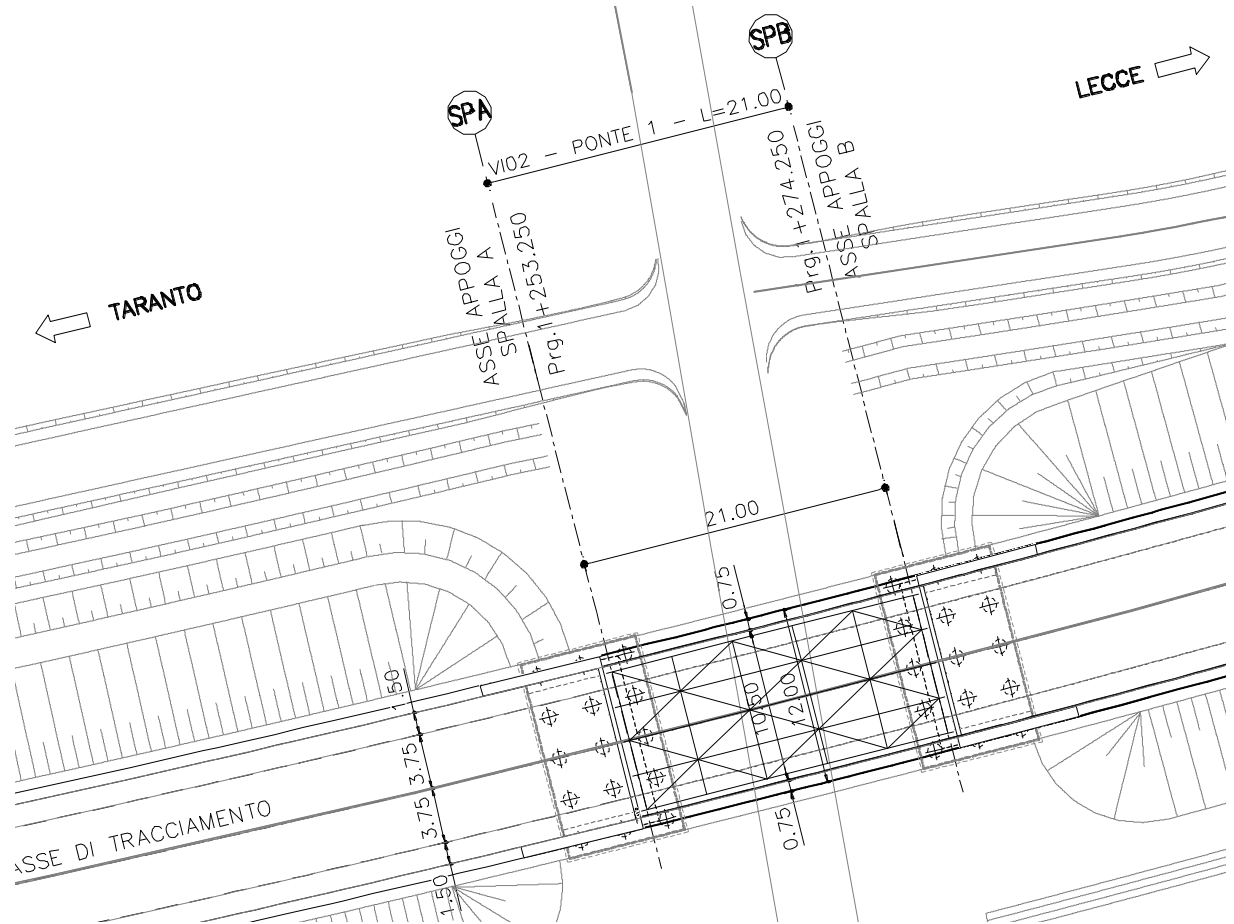 SPB
LECCE
SPA
VI02 - PONTE 1 - L=21.00
ASSE APPOGGI
SPALLA A
Prg.1+253.250
Prg.1+274.250
ASSE APPOGGI
SPALLA B
TARANTO
21.00
0.75
1.50
3.75
3.75
1.50
10.50
12.00
0.75
ASSE DI TRACCIAMENTO